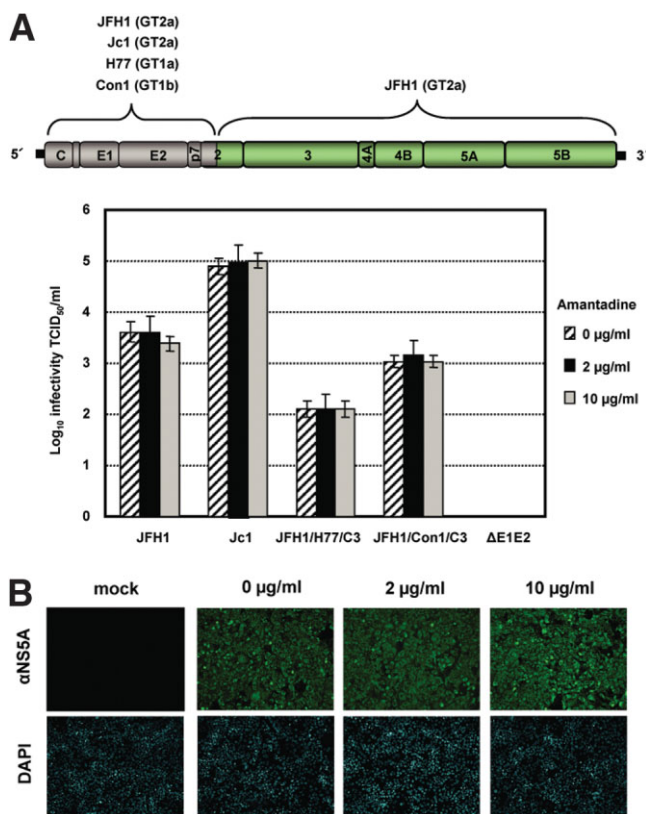 A
JFH1 (GT2a)
Jc1 (GT2a)
H77 (GT1a)
Con1 (GT1b)
JFH1 (GT2a)
5´ C E1 E2 p7 2 3 4A 4B 5A 5B 3´
Log10 infectivity TCID50/ml
6
5
4
3
2
1
0
JFH1 Jc1 JFH1/H77/C3 JFH1/Con1/C3 ΔE1E2
Amantadine
0 µg/ml
2 µg/ml
10 µg/ml
B
mock 0 µg/ml 2 µg/ml 10 µg/ml
αNS5A
DAPI